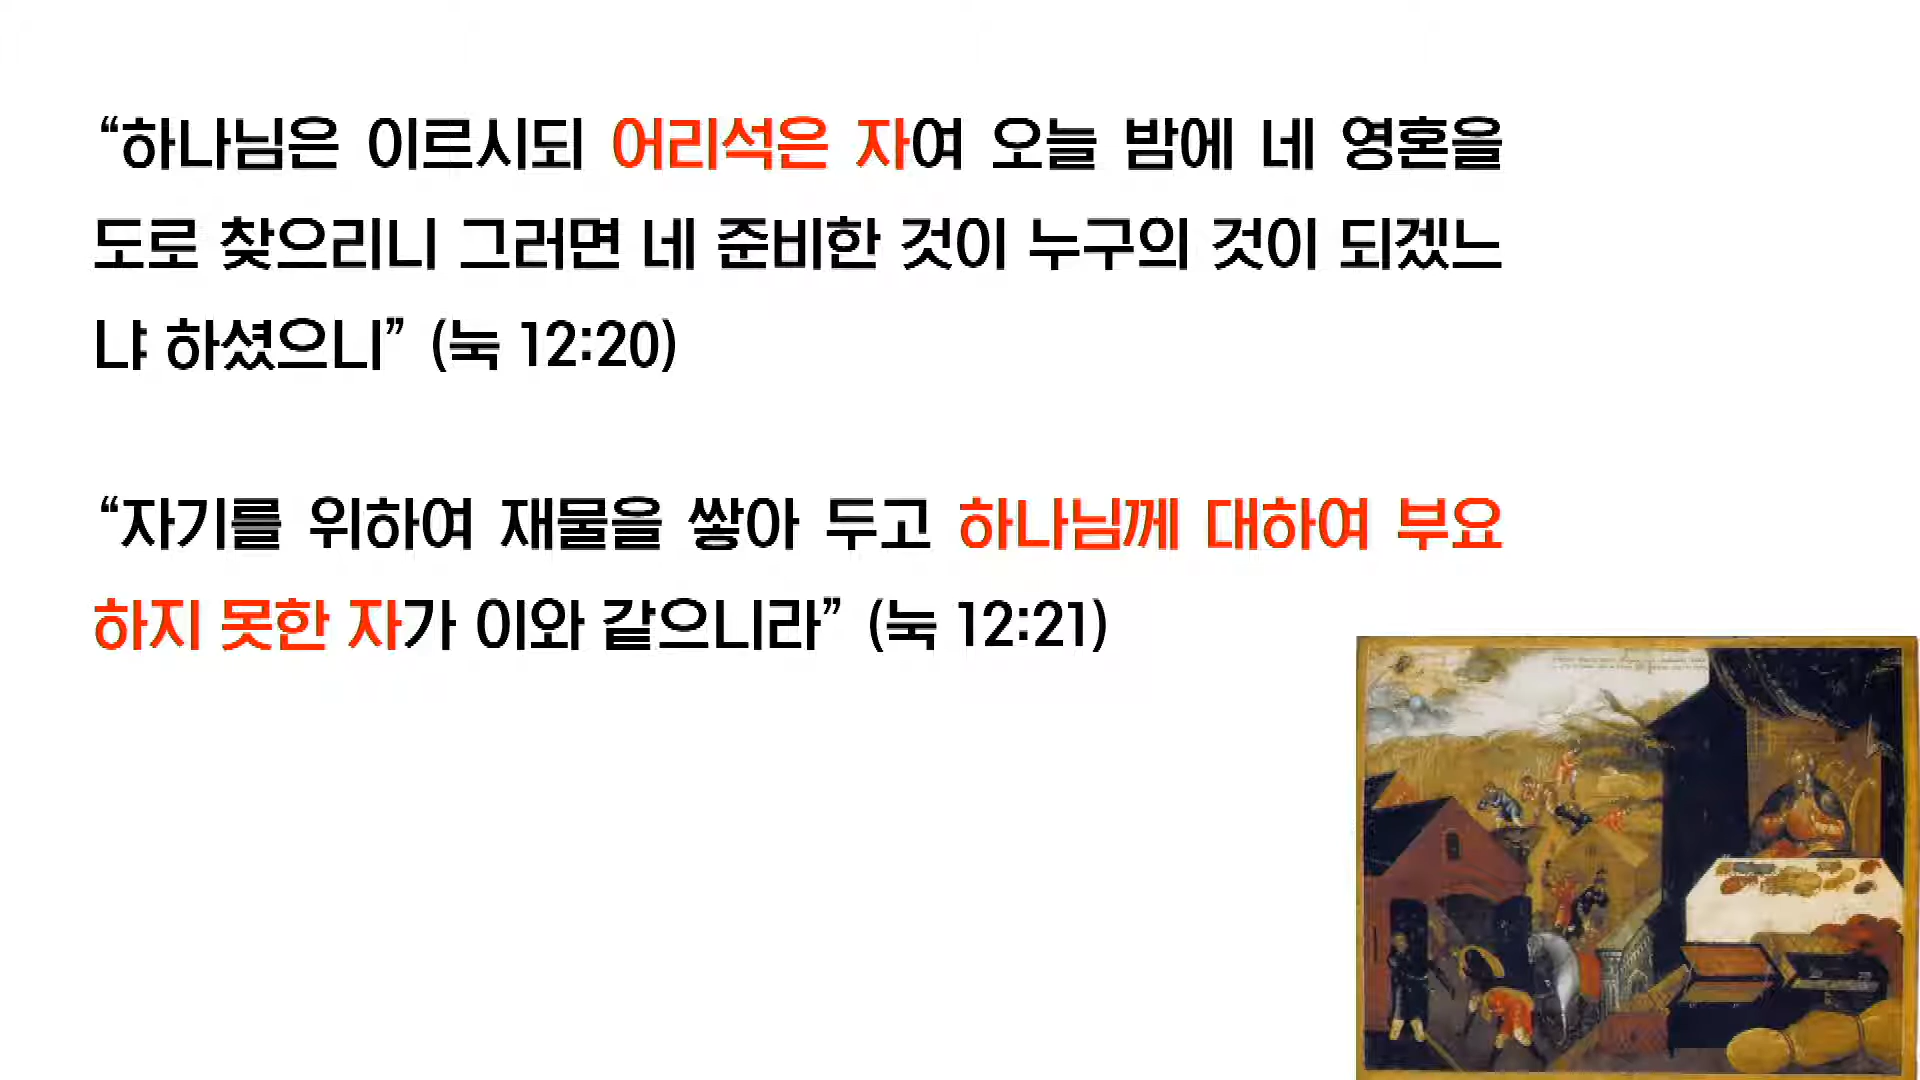 “하나님은 이르시되 어리석은 자여 오늘 밤에 네 영혼을
도로 찾으리니 그러면 네 준비한 것이 누구의 것이 되겠느
냐 하셨으니” (눅 12:20)
“자기를 위하여 재물을 쌓아 두고 하나님께 대하여 부요
하지 못한 자가 이와 같으니라” (눅 12:21)